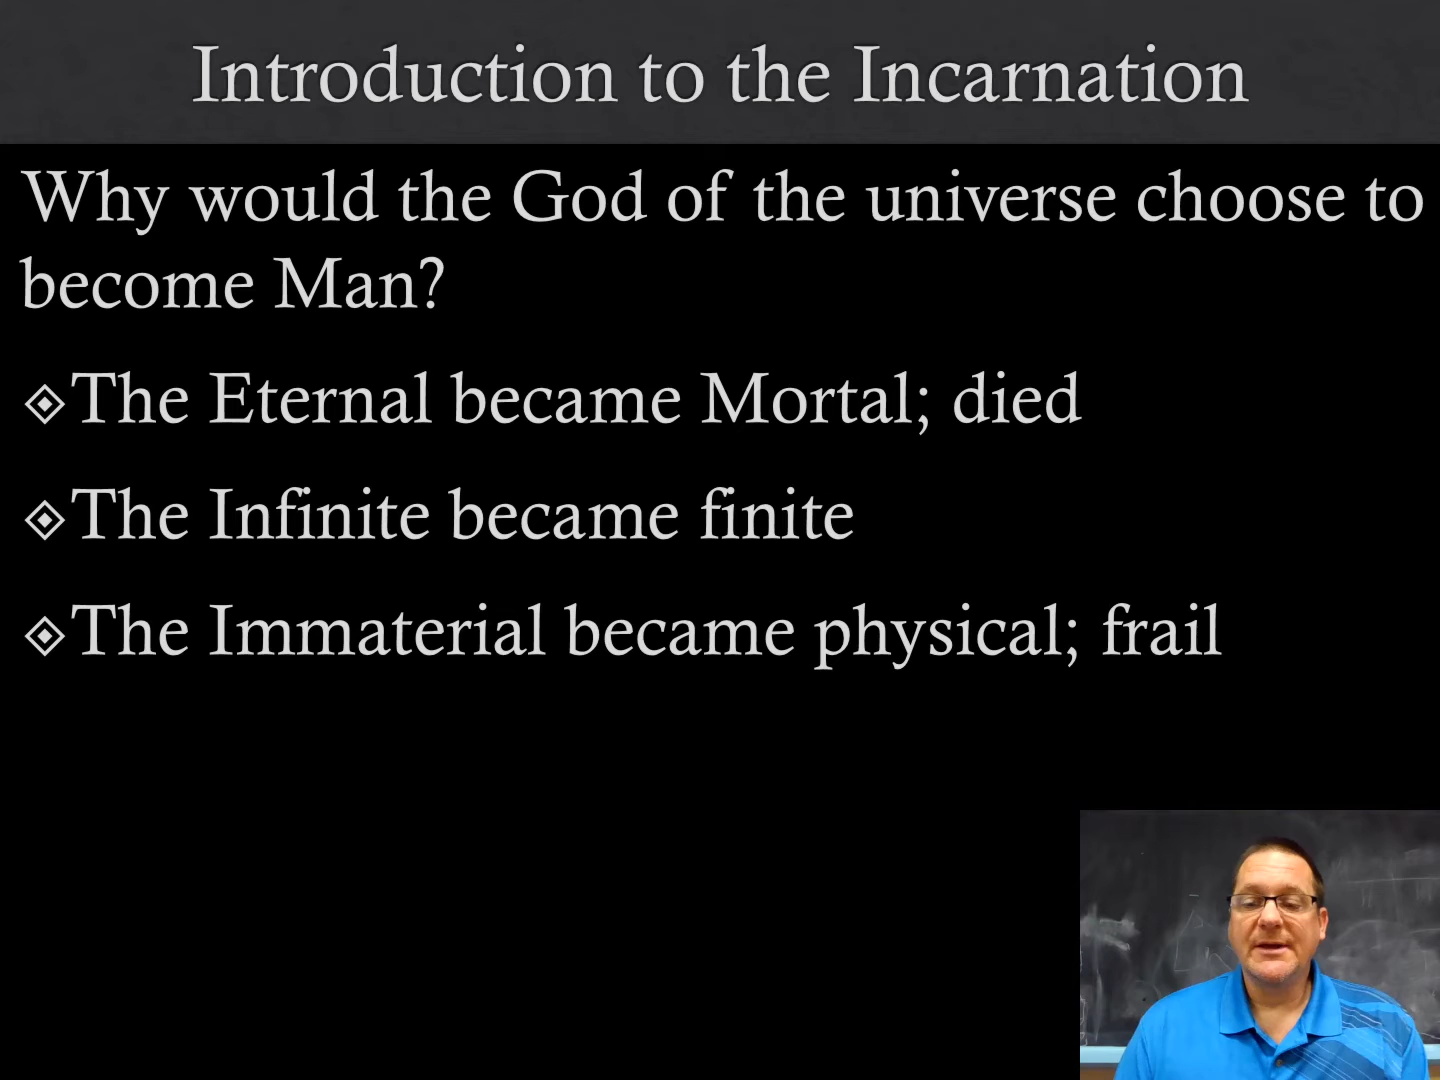 Introduction to the Incarnation
Why would the God of the universe choose to
become Man?
The Eternal became Mortal; died
The Infinite became finite
The Immaterial became physical; frail